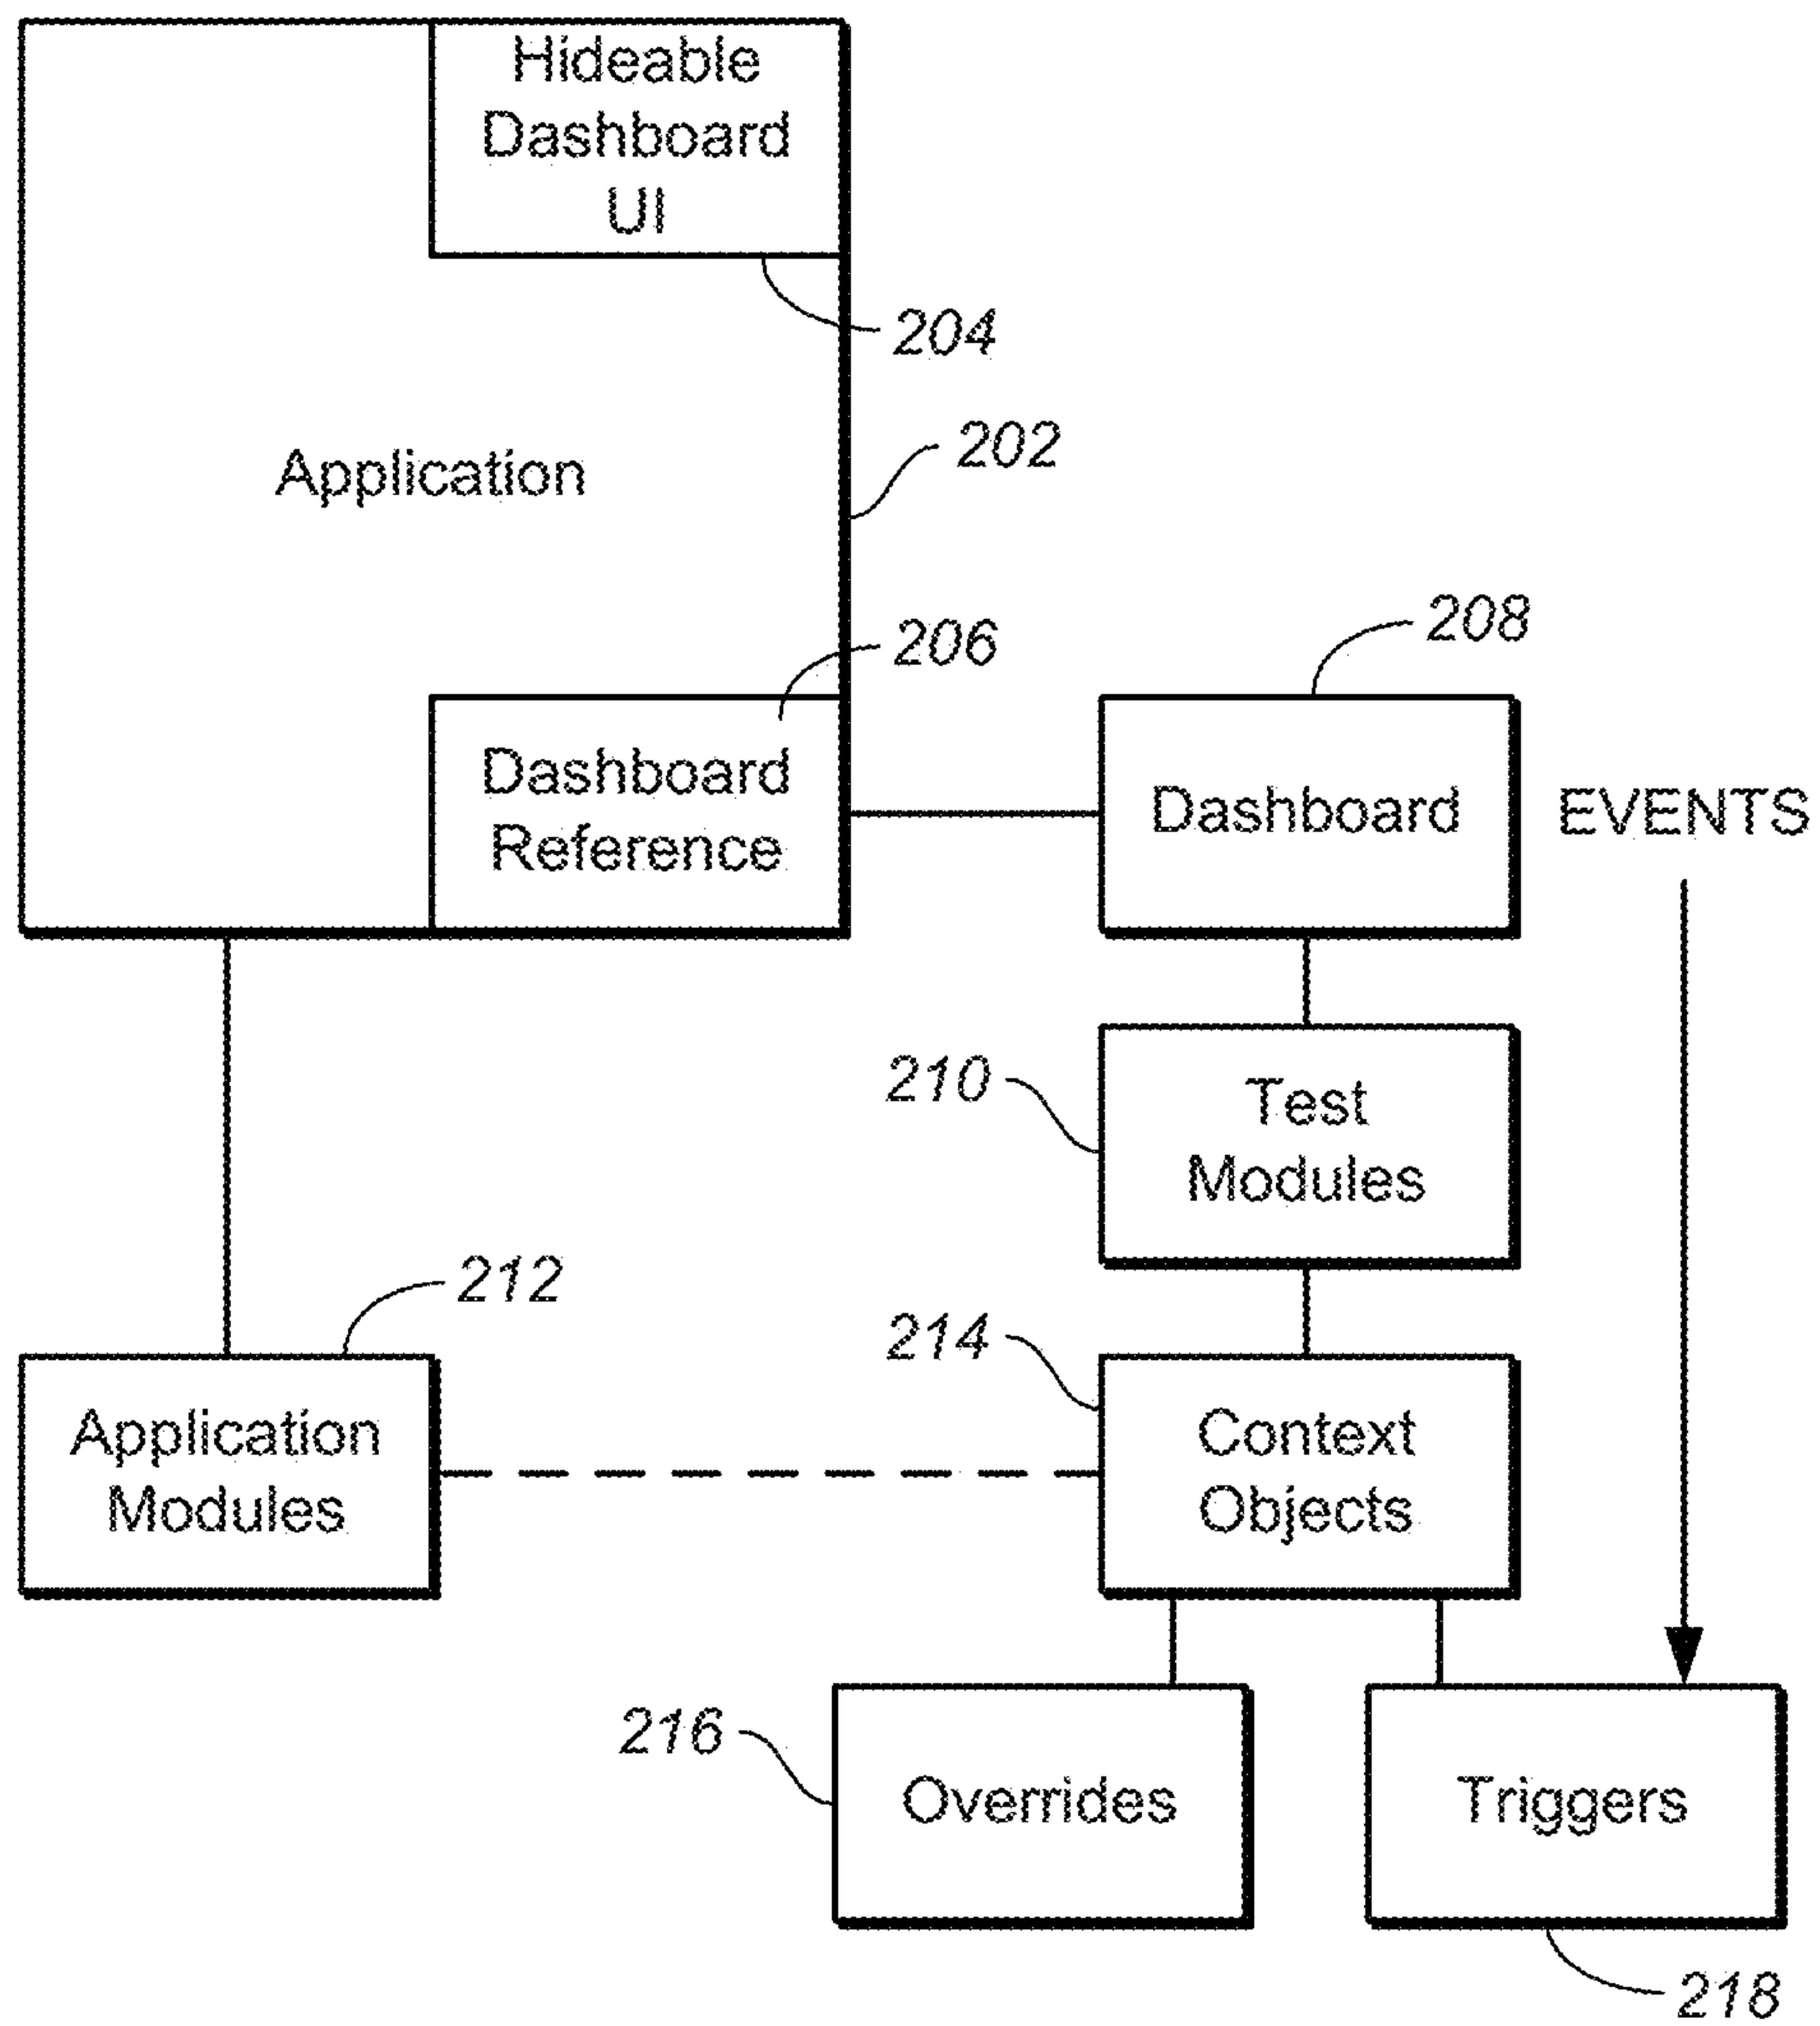 Hideable
Dashboard
UI
204
Application
202
206
208
Dashboard
Reference
Dashboard
EVENTS
210
Test
Modules
212
214
Application
Modules
Context
Objects
216
Overrides
Triggers
218